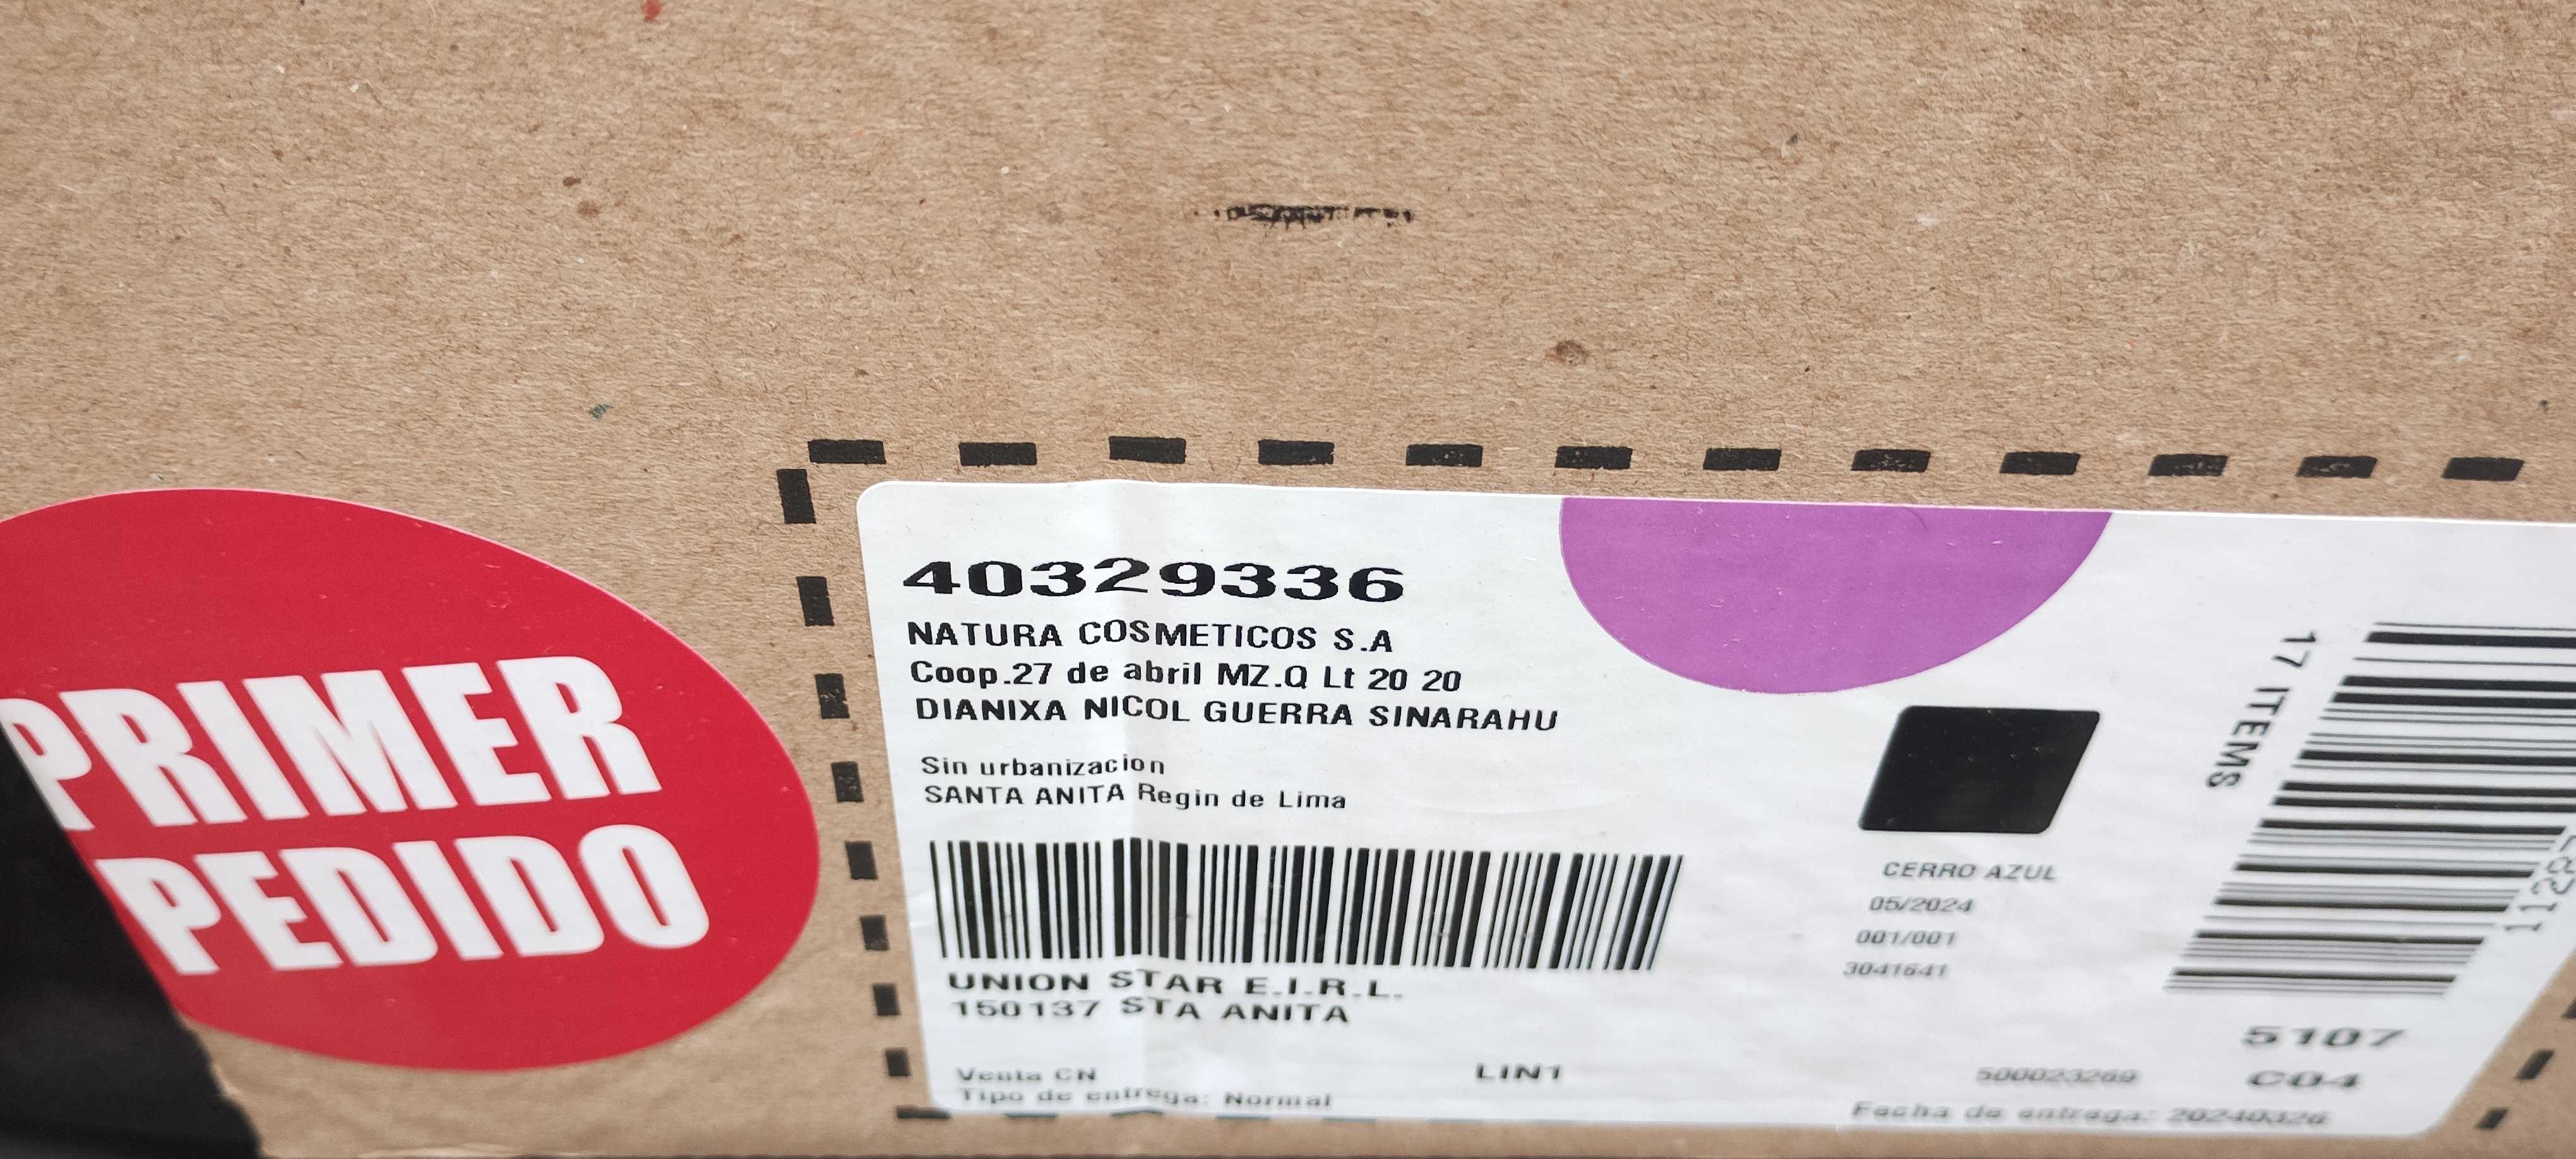 PRIMER
PEDIDO
40329336
NATURA COSMETICOS S.A
Coop.27 de abril MZ.Q Lt 20 20
DIANIXA NICOL GUERRA SINARAHU
Sin urbanizacion
SANTA ANITA Regin de Lima
UNION STAR E.I.R.L.
150137 STA ANITA
Venta CN
LIN1
Tipo de entrega: Normal
CERRO AZUL
05/2024
001/001
3041641
17 ITEMS
5107
500023269
C04
Fecha de entrega: 20240326